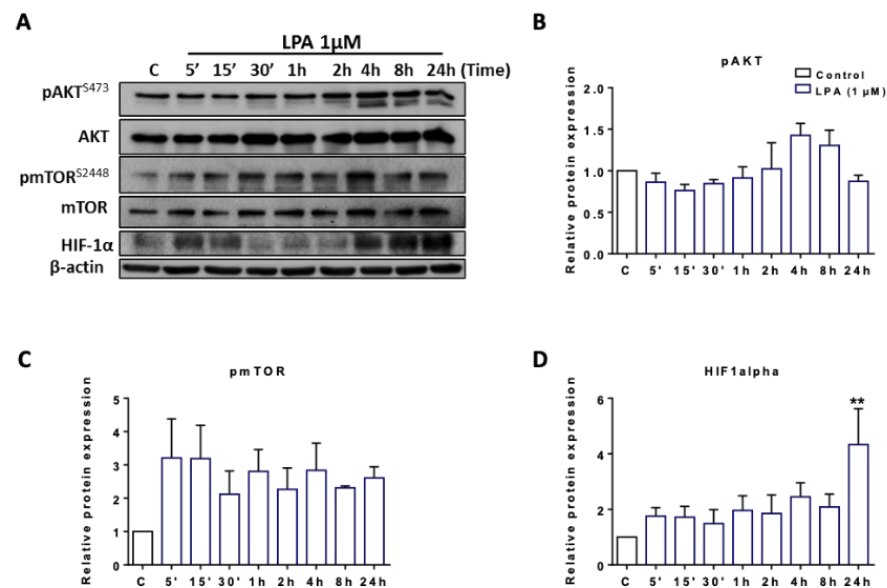 A
LPA 1μM
C 5’ 15’ 30’ 1h 2h 4h 8h 24h (Time)
pAKTS473
AKT
pmTORS2448
mTOR
HIF-1α
β-actin
B
pAKT
Control
LPA (1 μM)
Relative protein expression
2.0
1.5
1.0
0.5
0.0
C 5' 15' 30' 1h 2h 4h 8h 24h
C
pmTOR
Relative protein expression
5
4
3
2
1
0
C 5' 15' 30' 1h 2h 4h 8h 24h
D
HIF1alpha
Relative protein expression
6
4
2
0
**
C 5' 15' 30' 1h 2h 4h 8h 24h